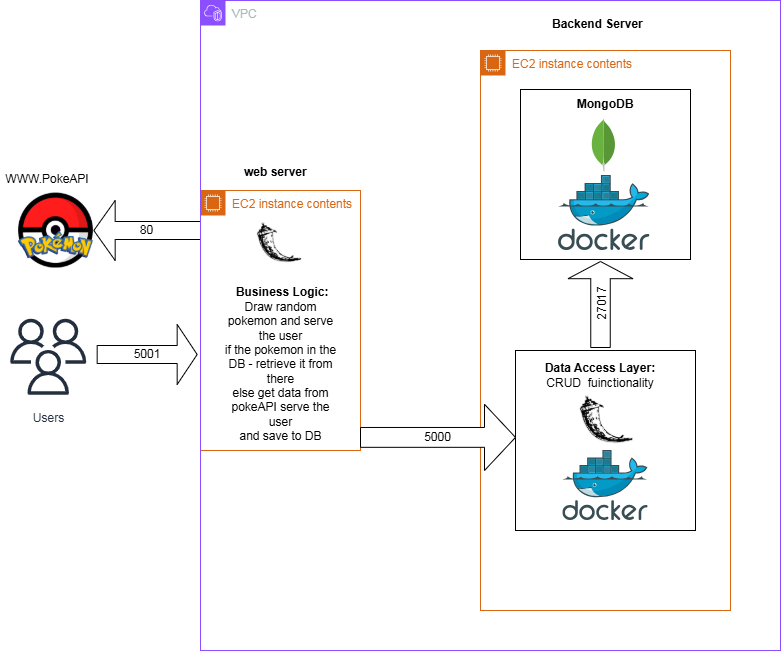 VPC
Backend Server
EC2 instance contents
MongoDB
docker
27017
Data Access Layer:
CRUD fuinctionality
docker
web server
EC2 instance contents
Business Logic:
Draw random
pokemon and serve
the user
if the pokemon in the
DB - retrieve it from
there
else get data from
pokeAPI serve the
user
and save to DB
5000
WWW.PokeAPI
POKéMON
80
5001
Users